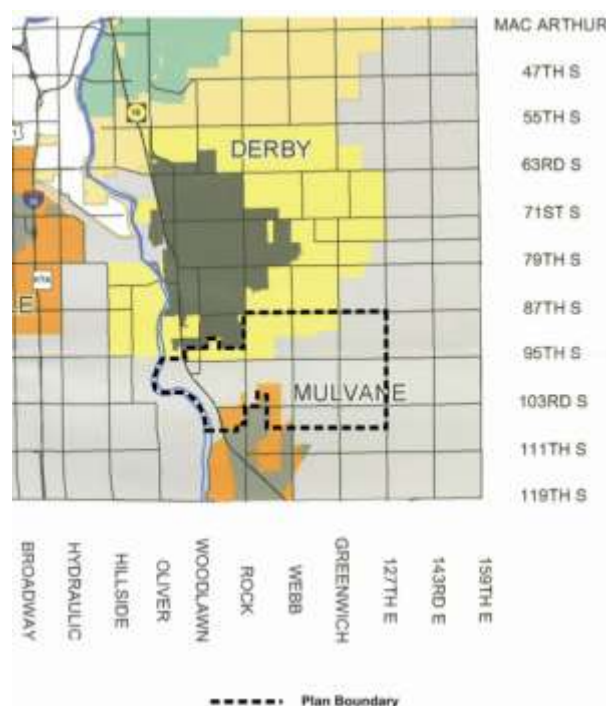 MAC ARTHUR
47TH S
55TH S
DERBY
63RD S
71ST S
79TH S
E
87TH S
95TH S
MULVANE
103RD S
111TH S
119TH S
BROADWAY
HYDRAULIC
HILLSIDE
OLIVER
WOODLAWN
ROCK
WEBB
GREENWICH
127TH E
143RD E
159TH E
Plan Boundary